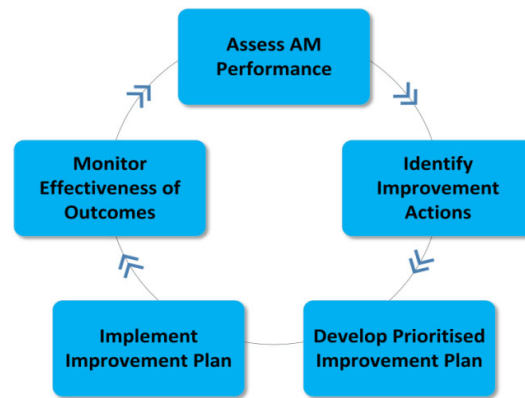 Assess AM
Performance
Identify
Improvement
Actions
Develop Prioritised
Improvement Plan
Implement
Improvement Plan
Monitor
Effectiveness of
Outcomes